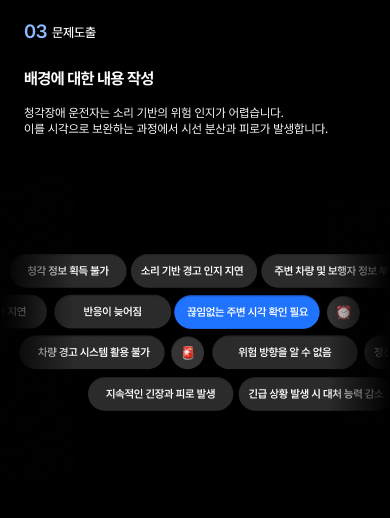 03 문제도출
배경에 대한 내용 작성
청각장애 운전자는 소리 기반의 위험 인지가 어렵습니다.
이를 시각으로 보완하는 과정에서 시선 분산과 피로가 발생합니다.
청각 정보 획득 불가 소리 기반 경고 인지 지연 주변 차량 및 보행자 정보
지연 반응이 늦어짐 끊임없는 주변 시각 확인 필요
차량 경고 시스템 활용 불가 위험 방향을 알 수 없음
지속적인 긴장과 피로 발생 긴급 상황 발생 시 대처 능력 감소